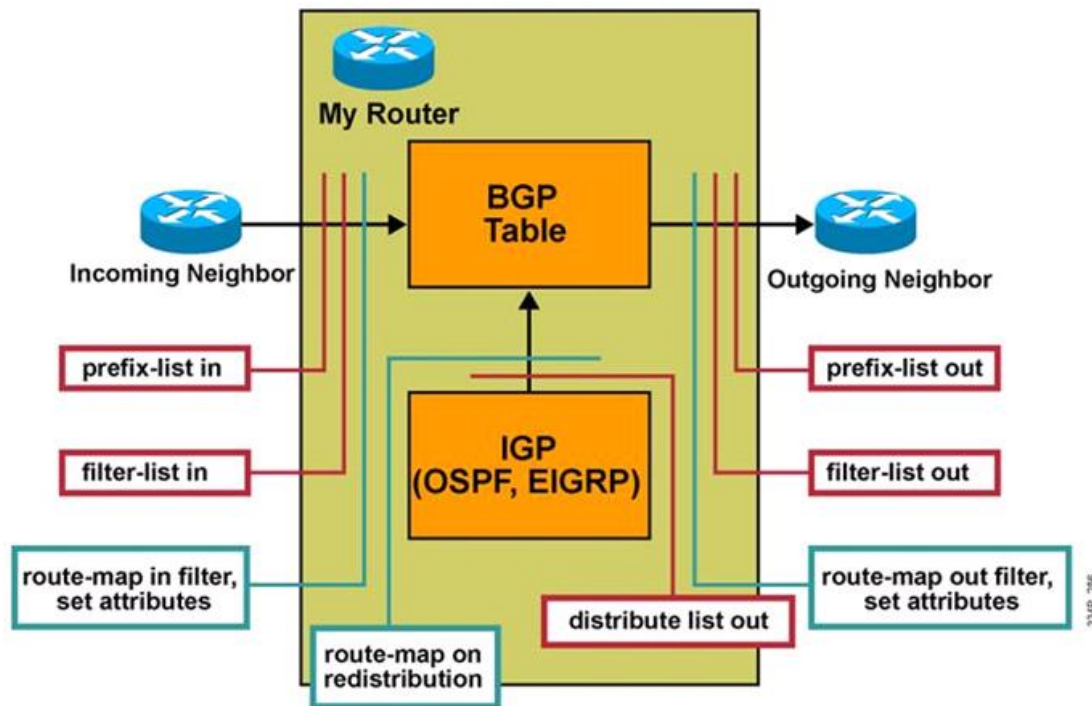 My Router
BGP
Table
Incoming Neighbor
Outgoing Neighbor
prefix-list in
prefix-list out
IGP
(OSPF, EIGRP)
filter-list in
filter-list out
route-map in filter,
set attributes
route-map out filter,
set attributes
distribute list out
route-map on
redistribution